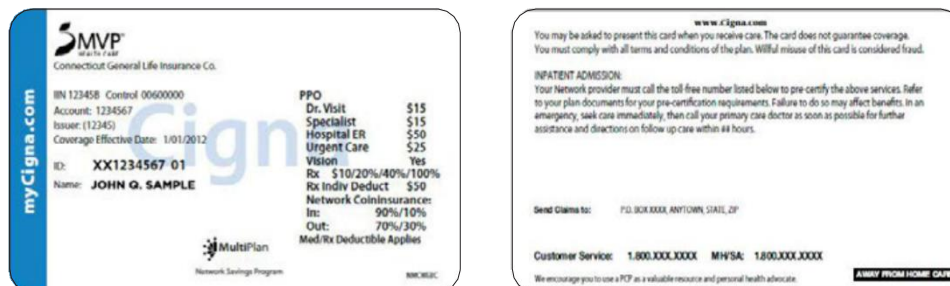 myCigna.com
MVP
HEALTH CARE
Connecticut General Life Insurance Co.
Cigna
IIN 123458 Control 00600000
Account: 1234567
Issuer: (12345)
Coverage Effective Date: 1/01/2012
ID: XX1234567 01
Name: JOHN Q. SAMPLE
PPO
Dr. Visit $15
Specialist $15
Hospital ER $50
Urgent Care $25
Vision Yes
Rx $10/20%/40%/100%
Rx Indiv Deduct $50
Network Coininsurance:
In: 90%/10%
Out: 70%/30%
Med/Rx Deductible Applies
MultiPlan
Network Savings Program
www.Cigna.com
You may be asked to present this card when you receive care. The card does not guarantee coverage.
You must comply with all terms and conditions of the plan. Willful misuse of this card is considered fraud.
INPATIENT ADMISSION:
Your Network provider must call the toll-free number listed below to pre-certify the above services. Refer
to your plan documents for your pre-certification requirements. Failure to do so may affect benefits. In an
emergency, seek care immediately, then call your primary care doctor as soon as possible for further
assistance and directions on follow up care within ## hours.
Send Claims to: P.O. BOX XXXX, ANYTOWN, STATE, ZIP
Customer Service: 1.800.XXX.XXXX MH/SA: 1.800.XXX.XXXX
We encourage you to use a PCP as a valuable resource and personal health advocate.
AWAY FROM HOME CARE